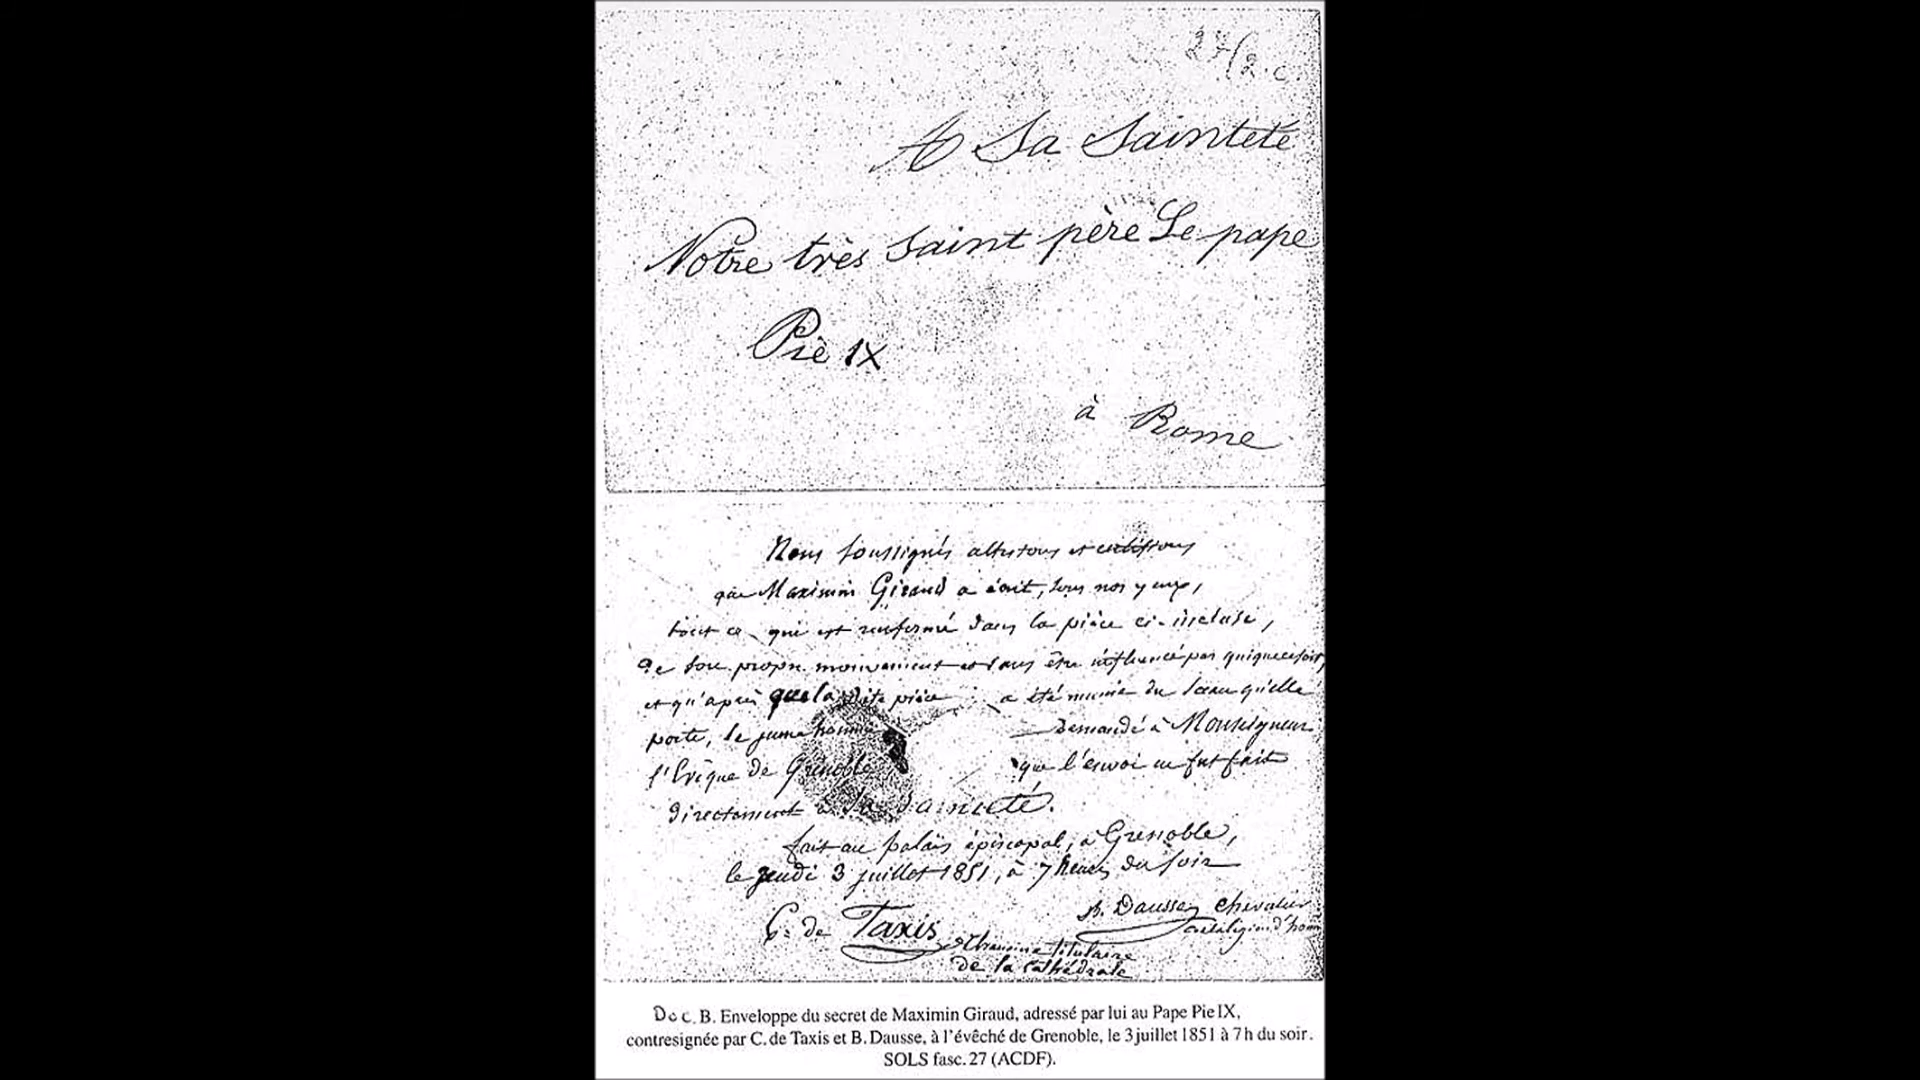 A Sa Sainteté
Notre très saint père Le pape
Pie IX
à Rome
Nous soussignés attestons et certifions
que Maximin Giraud a écrit, sous nos yeux,
tout ce qui est renfermé dans la pièce ci-incluse,
de son propre mouvement et sans être influencé par qui que ce soit,
et qu'après que la dite pièce a été munie du sceau qu'elle
porte, le jeune homme demandé à Monseigneur
l'Evêque de Grenoble que l'envoi en fut fait
directement à Sa Sainteté.
fait au palais épiscopal, à Grenoble,
le jeudi 3 juillet 1851, à 7 heures du soir
C. de Taxis
Chanoine titulaire
de la cathédrale
B. Dausse, chevalier
de la légion d'hon
Doc. B. Enveloppe du secret de Maximin Giraud, adressé par lui au Pape Pie IX,
contresignée par C. de Taxis et B. Dausse, à l'évêché de Grenoble, le 3 juillet 1851 à 7 h du soir.
SOLS fasc. 27 (ACDF).